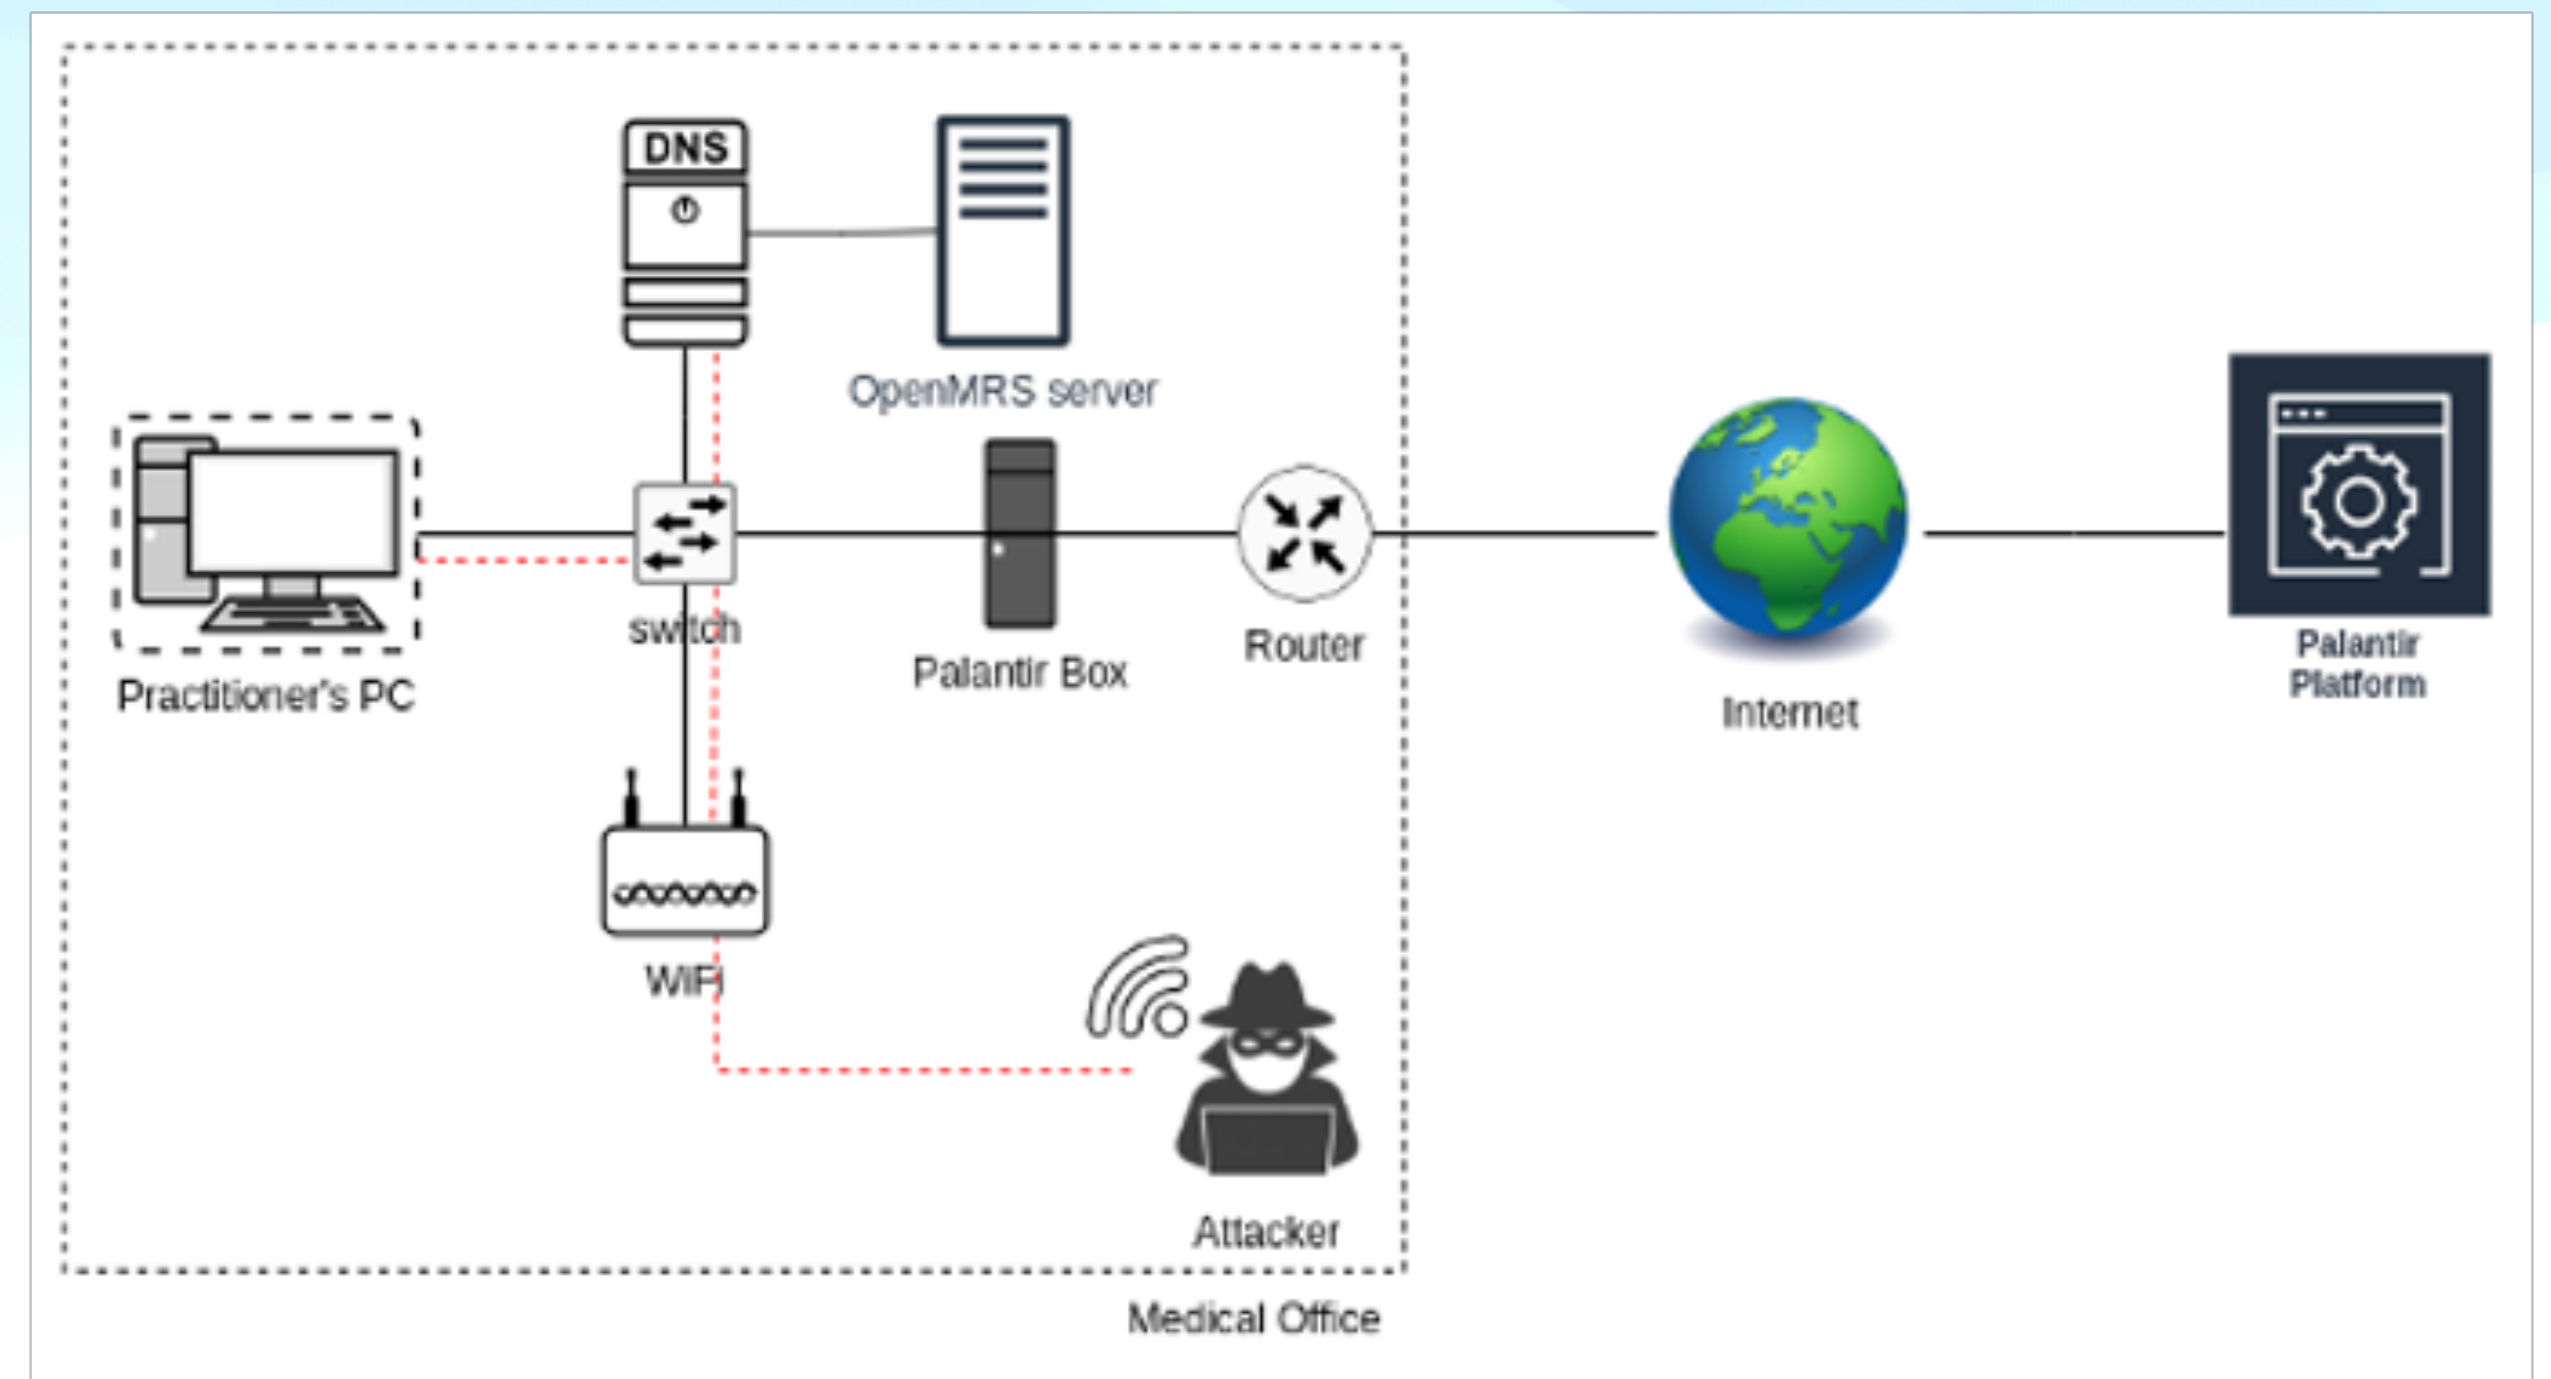 DNS
OpenMRS server
switch
Palantir Box
Router
Practitioner's PC
Internet
Palantir
Platform
WiFi
Attacker
Medical Office